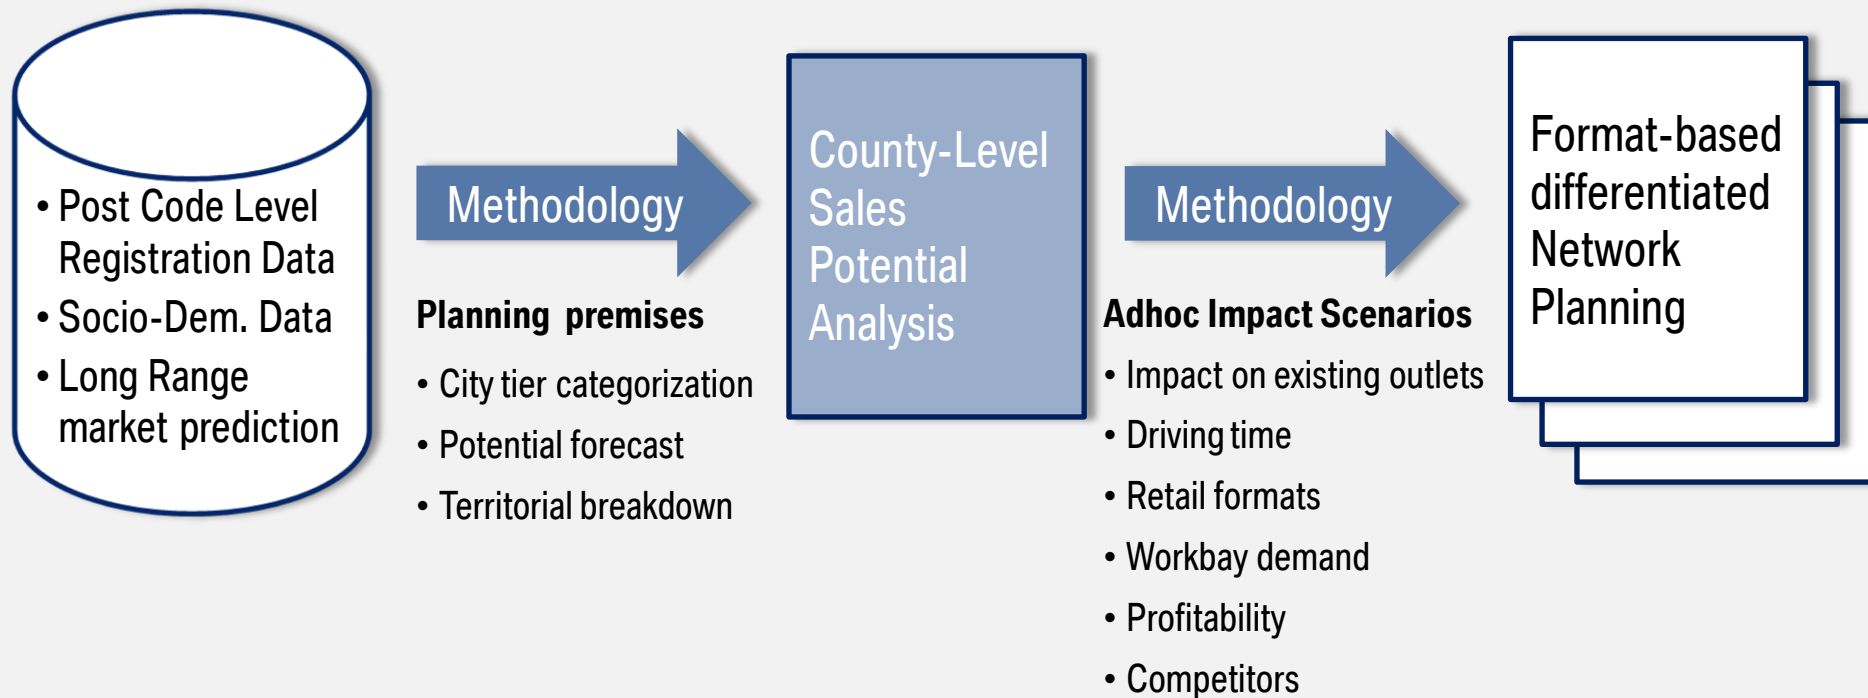 • Post Code Level
Registration Data
• Socio-Dem. Data
• Long Range
market prediction
Methodology
Planning premises
• City tier categorization
• Potential forecast
• Territorial breakdown
County-Level
Sales
Potential
Analysis
Methodology
Adhoc Impact Scenarios
• Impact on existing outlets
• Driving time
• Retail formats
• Workbay demand
• Profitability
• Competitors
Format-based
differentiated
Network
Planning